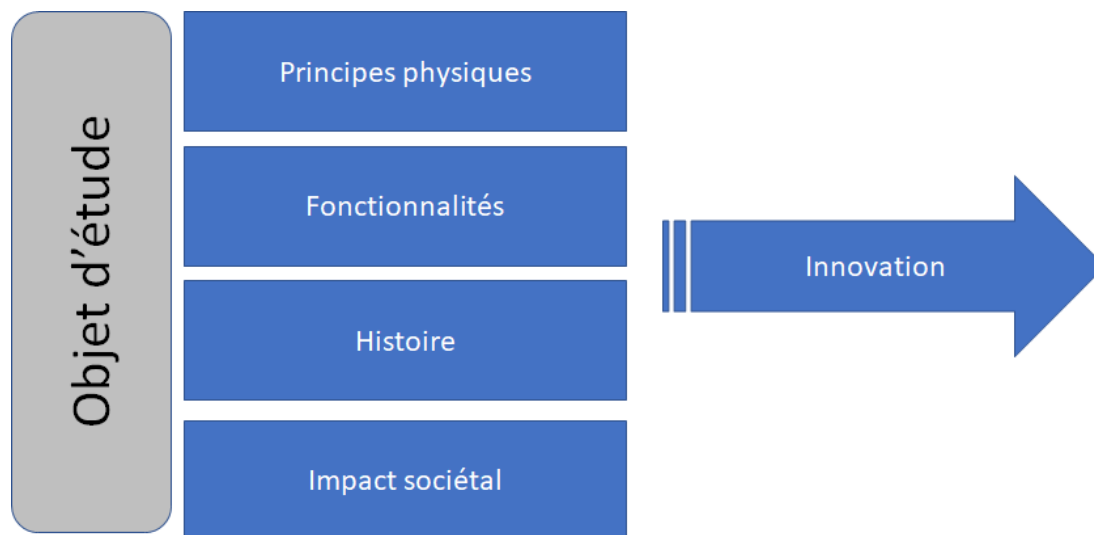 Objet d'étude
Principes physiques
Fonctionnalités
Histoire
Impact sociétal
Innovation